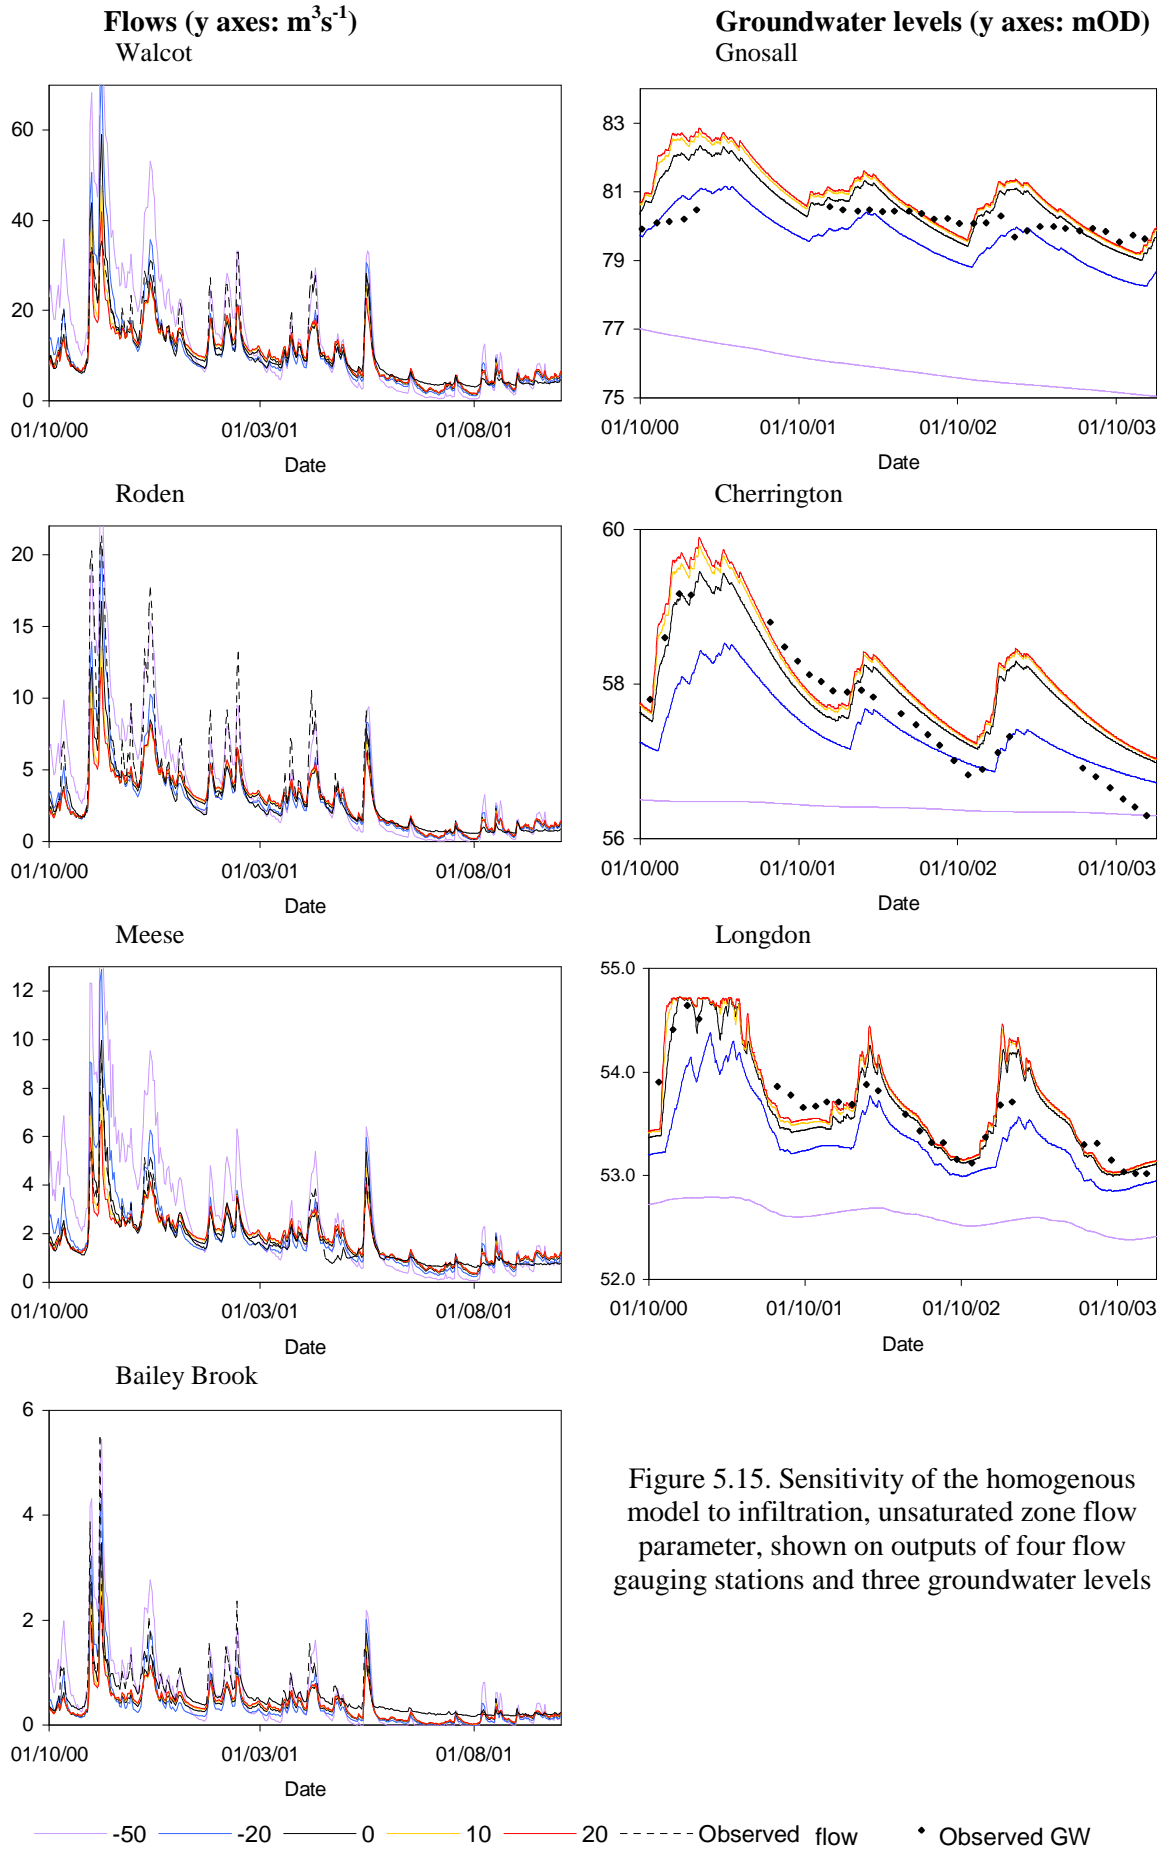 Flows (y axes: m³s⁻¹)
Walcot
60
40
20
0
01/10/00 01/03/01 01/08/01
Date
Roden
20
15
10
5
0
01/10/00 01/03/01 01/08/01
Date
Meese
12
10
8
6
4
2
0
01/10/00 01/03/01 01/08/01
Date
Bailey Brook
6
4
2
0
01/10/00 01/03/01 01/08/01
Date
Groundwater levels (y axes: mOD)
Gnosall
83
81
79
77
75
01/10/00 01/10/01 01/10/02 01/10/03
Date
Cherrington
60
58
56
01/10/00 01/10/01 01/10/02 01/10/03
Date
Longdon
55.0
54.0
53.0
52.0
01/10/00 01/10/01 01/10/02 01/10/03
Date
Figure 5.15. Sensitivity of the homogenous
model to infiltration, unsaturated zone flow
parameter, shown on outputs of four flow
gauging stations and three groundwater levels
-50 -20 0 10 20 Observed flow Observed GW